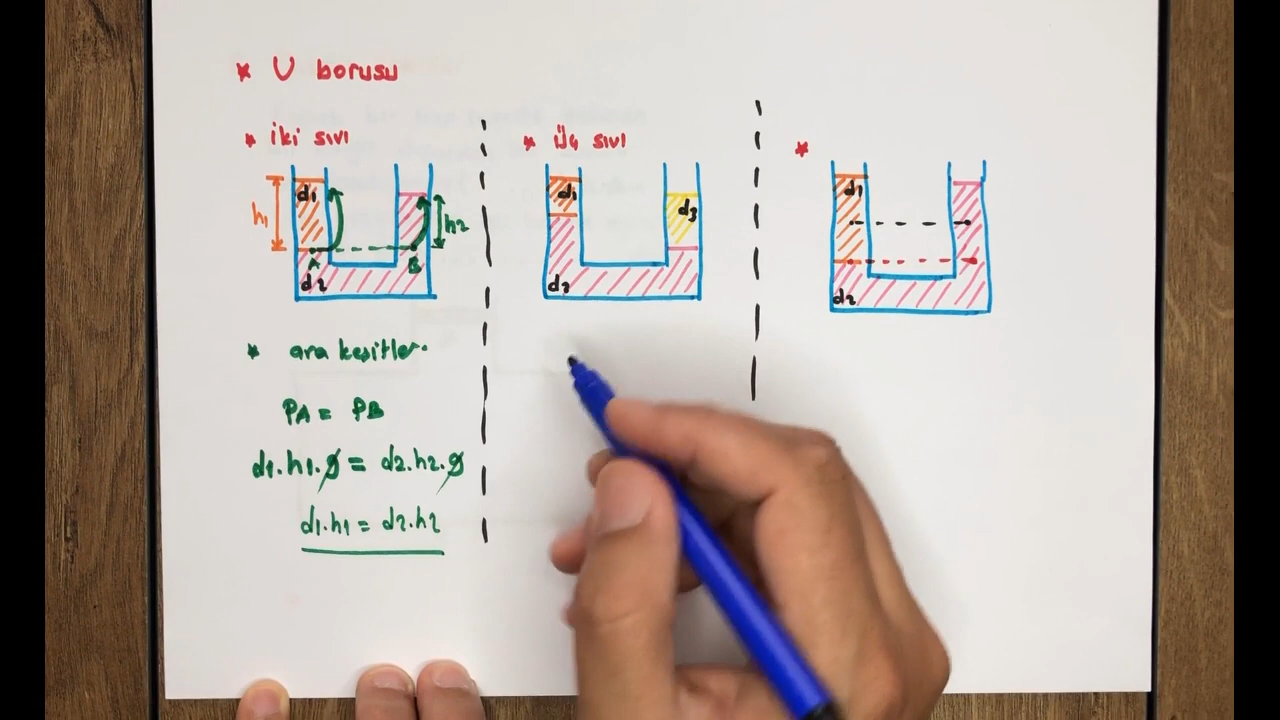 * U borusu
* iki sıvı
h1
d1
h2
A
B
d2
* ara kesitler
PA = PB
d1.h1.g = d2.h2.g
d1.h1 = d2.h2
* üç sıvı
d1
d3
d2
*
d1
d2